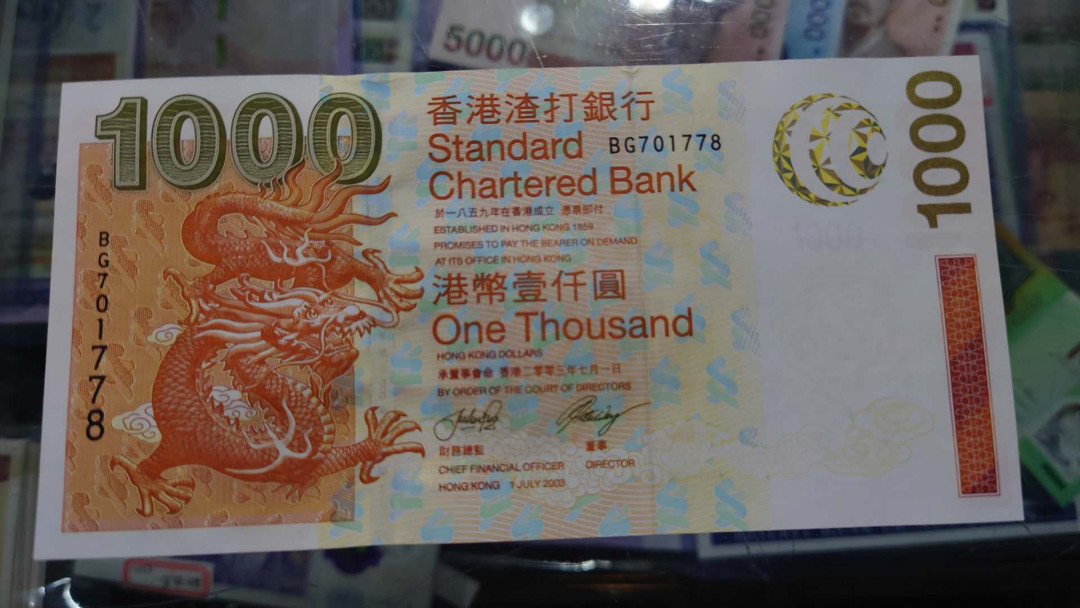 5000
1000
香港渣打銀行
Standard
BG701778
Chartered Bank
於一八五九年在香港成立 憑票即付
ESTABLISHED IN HONG KONG 1859
PROMISES TO PAY THE BEARER ON DEMAND
AT ITS OFFICE IN HONG KONG
港幣壹仟圓
One Thousand
HONG KONG DOLLARS
承董事會命 香港二零零三年七月一日
BY ORDER OF THE COURT OF DIRECTORS
財務總監 董事
CHIEF FINANCIAL OFFICER DIRECTOR
HONG KONG 1 JULY 2003
BG701778
1000